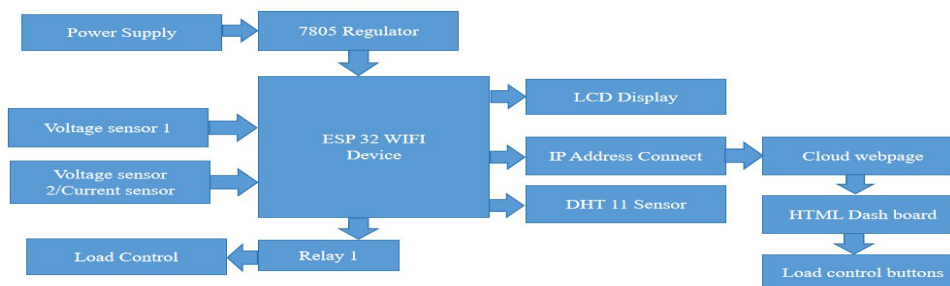 Power Supply
7805 Regulator
LCD Display
Voltage sensor 1
ESP 32 WIFI
Device
IP Address Connect
Cloud webpage
Voltage sensor
2/Current sensor
DHT 11 Sensor
HTML Dash board
Load Control
Relay 1
Load control buttons